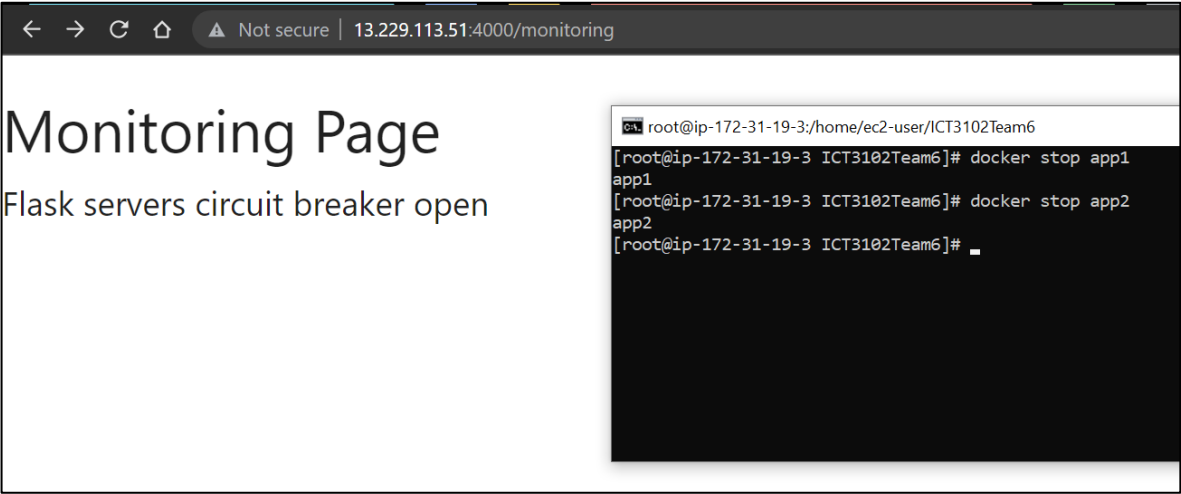 Not secure | 13.229.113.51:4000/monitoring
Monitoring Page
Flask servers circuit breaker open
root@ip-172-31-19-3:/home/ec2-user/ICT3102Team6
[root@ip-172-31-19-3 ICT3102Team6]# docker stop app1
app1
[root@ip-172-31-19-3 ICT3102Team6]# docker stop app2
app2
[root@ip-172-31-19-3 ICT3102Team6]#